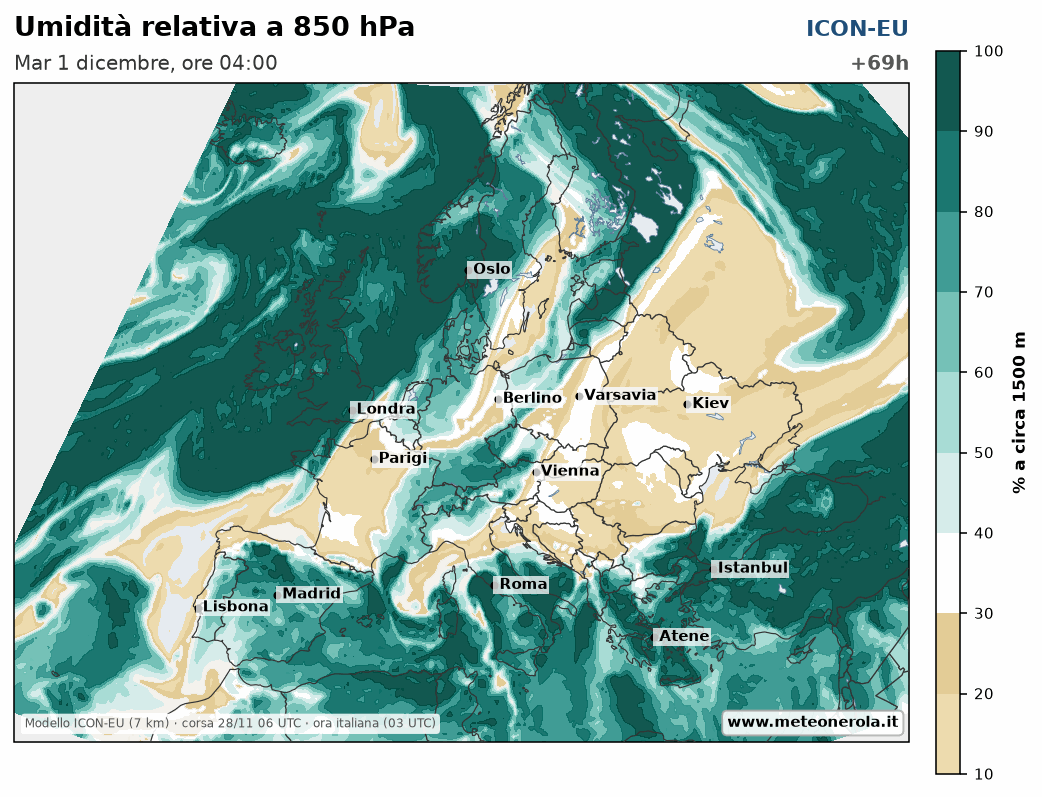 Umidità relativa a 850 hPa
ICON-EU
Mar 1 dicembre, ore 04:00
+69h
100
90
80
70
60
50
40
30
20
10
% a circa 1500 m
Oslo
Londra
Berlino
Varsavia
Kiev
Parigi
Vienna
Istanbul
Roma
Madrid
Lisbona
Atene
Modello ICON-EU (7 km) · corsa 28/11 06 UTC · ora italiana (03 UTC)
www.meteonerola.it